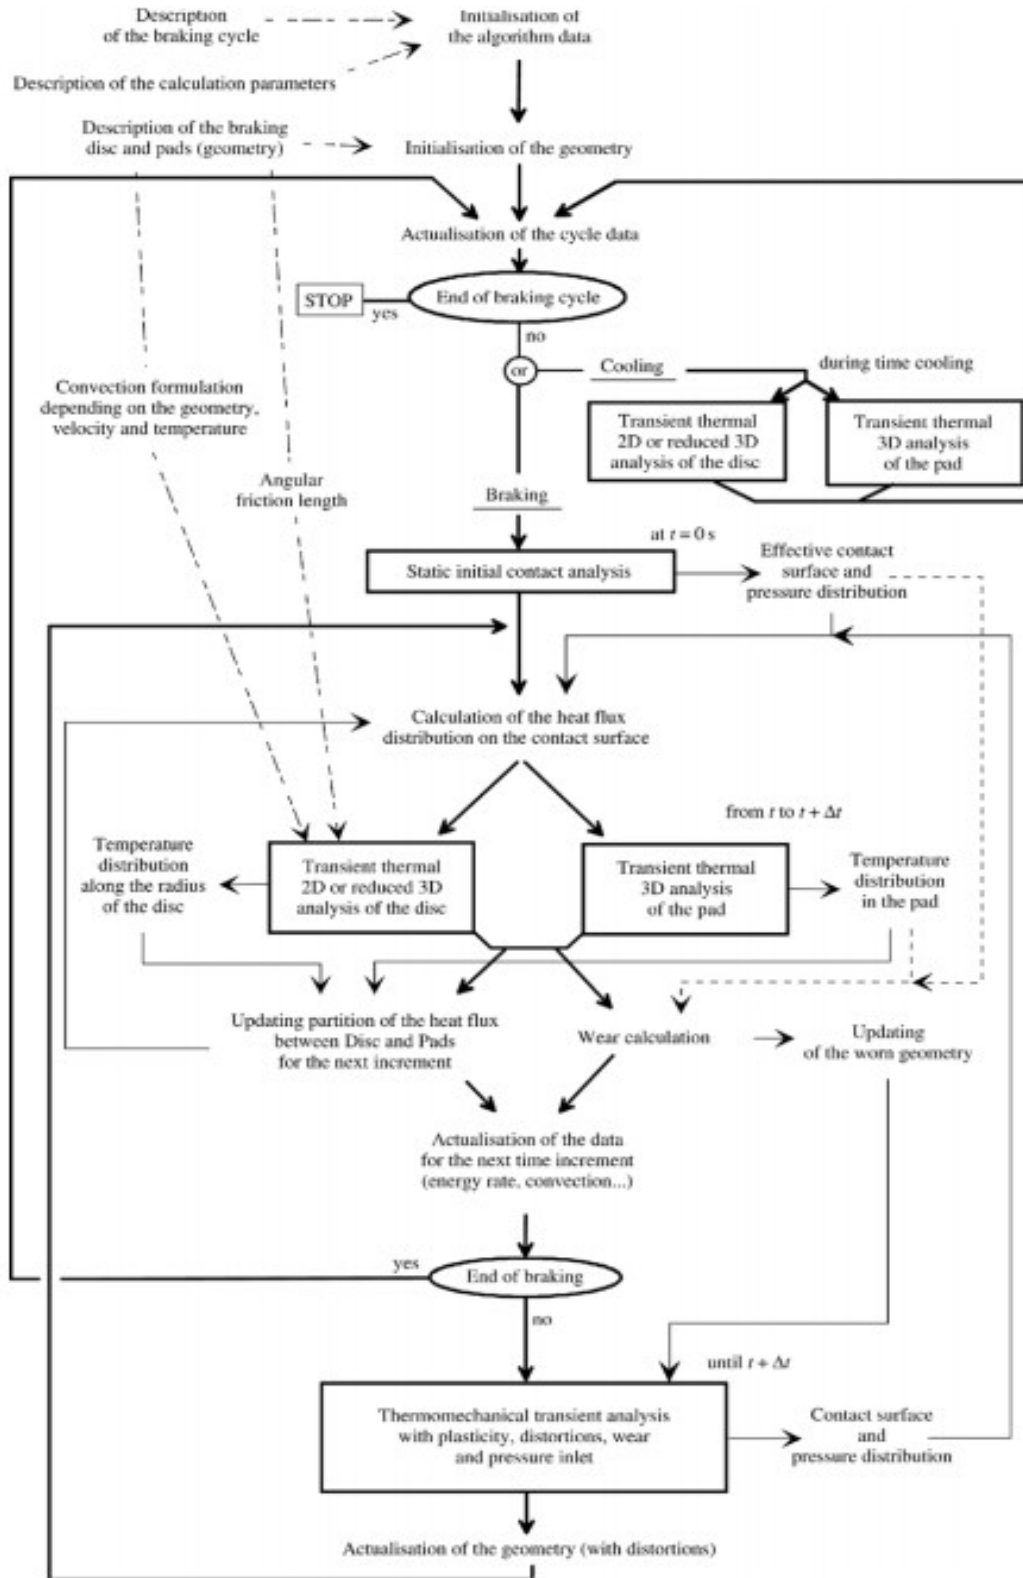 Description
of the braking cycle
Initialisation of
the algorithm data
Description of the calculation parameters
Description of the braking
disc and pads (geometry)
Initialisation of the geometry
Actualisation of the cycle data
End of braking cycle
STOP
yes
no
or
Cooling
during time cooling
Convection formulation
depending on the geometry,
velocity and temperature
Transient thermal
2D or reduced 3D
analysis of the disc
Transient thermal
3D analysis
of the pad
Angular
friction length
Braking
at t = 0 s
Static initial contact analysis
Effective contact
surface and
pressure distribution
Calculation of the heat flux
distribution on the contact surface
from t to t + Δt
Temperature
distribution
along the radius
of the disc
Transient thermal
2D or reduced 3D
analysis of the disc
Transient thermal
3D analysis
of the pad
Temperature
distribution
in the pad
Updating partition of the heat flux
between Disc and Pads
for the next increment
Wear calculation
Updating
of the worn geometry
Actualisation of the data
for the next time increment
(energy rate, convection...)
yes
End of braking
no
until t + Δt
Thermomechanical transient analysis
with plasticity, distortions, wear
and pressure inlet
Contact surface
and
pressure distribution
Actualisation of the geometry (with distortions)